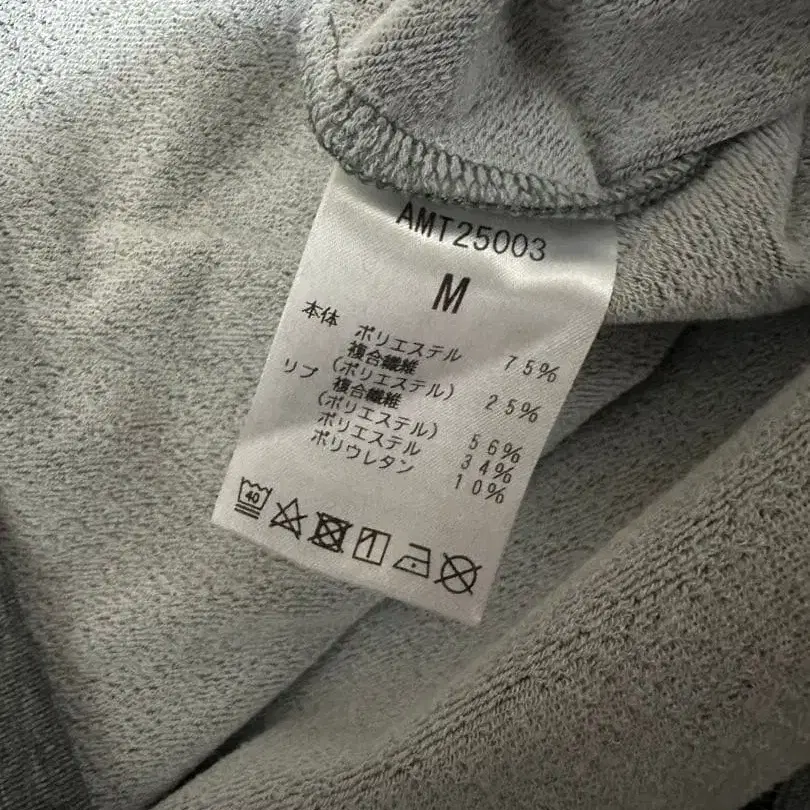 AMT25003
M
本体 ポリエステル 75%
複合繊維
(ポリエステル) 25%
リブ 複合繊維
(ポリエステル) 56%
ポリエステル 34%
ポリウレタン 10%
40